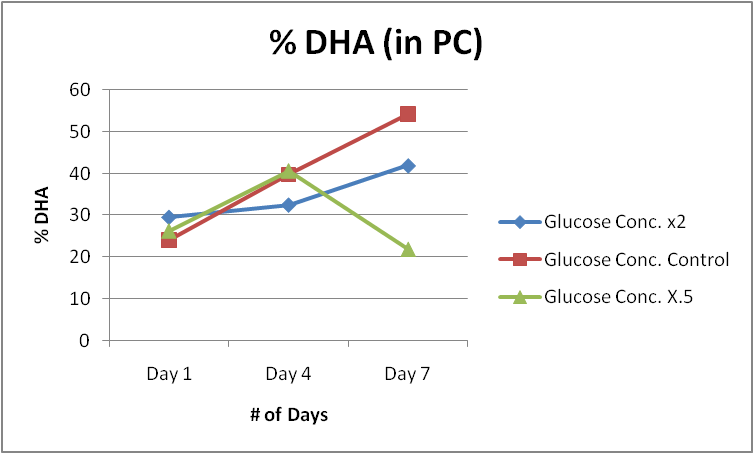 % DHA (in PC)
60
50
40
30
20
10
0
% DHA
Day 1 Day 4 Day 7
# of Days
Glucose Conc. x2
Glucose Conc. Control
Glucose Conc. X.5